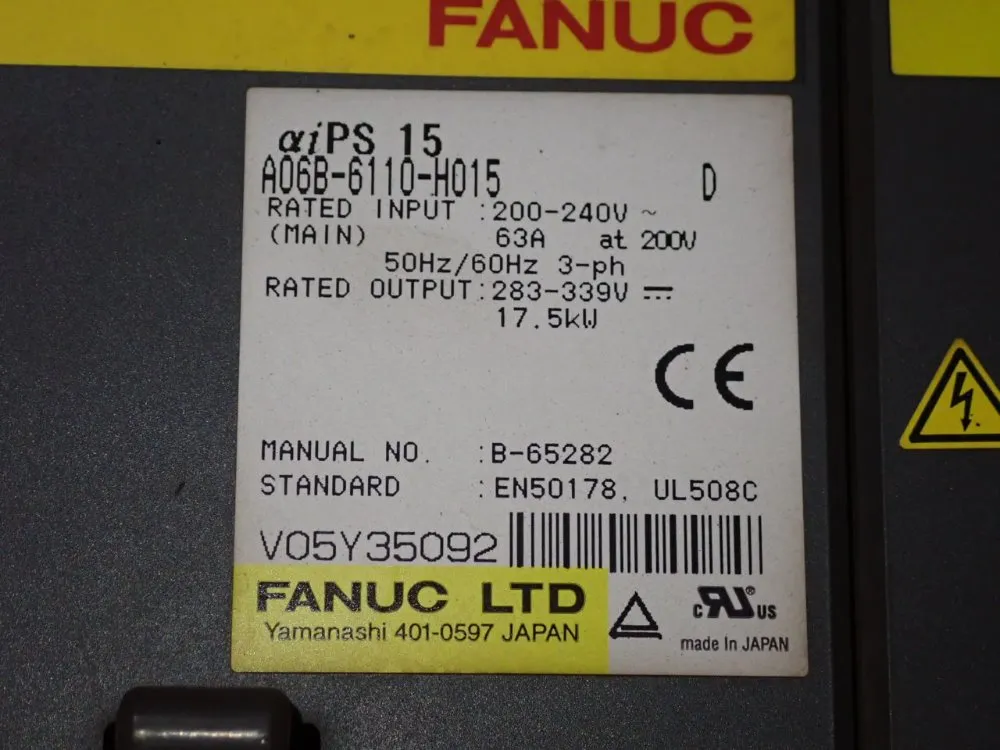 FANUC
αiPS 15
A06B-6110-H015 D
RATED INPUT :200-240V ~
(MAIN) 63A at 200V
50Hz/60Hz 3-ph
RATED OUTPUT:283-339V ⎓
17.5kW
CE
MANUAL NO. :B-65282
STANDARD :EN50178, UL508C
V05Y35092
FANUC LTD
Yamanashi 401-0597 JAPAN
c RU ® US
made In JAPAN